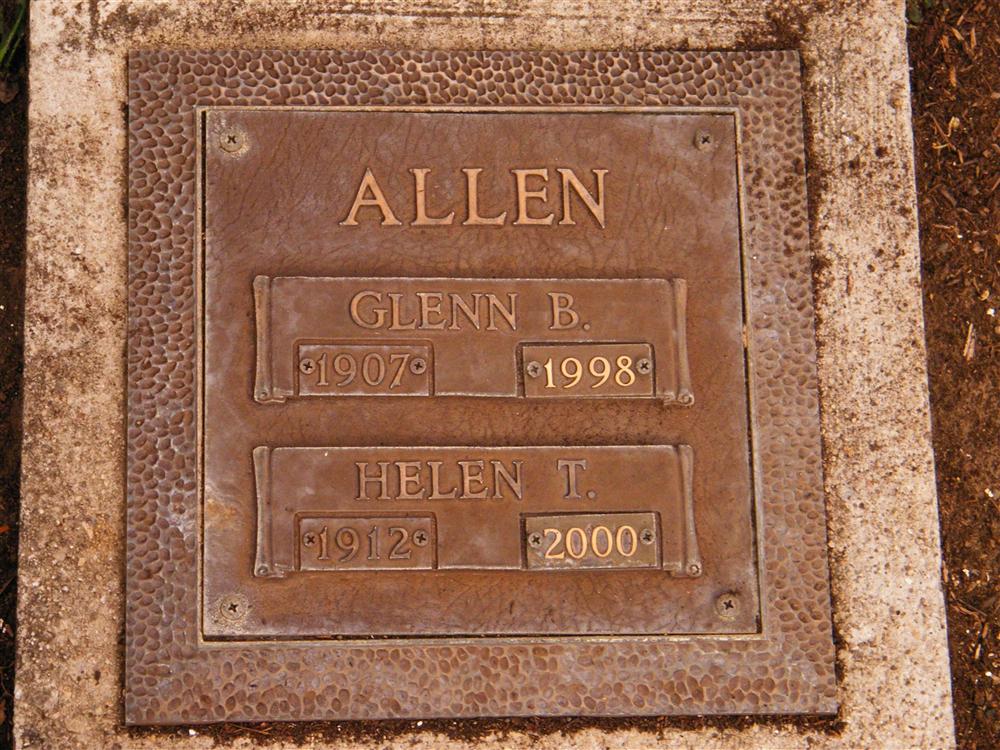 ALLEN
GLENN B.
1907 1998
HELEN T.
1912 2000